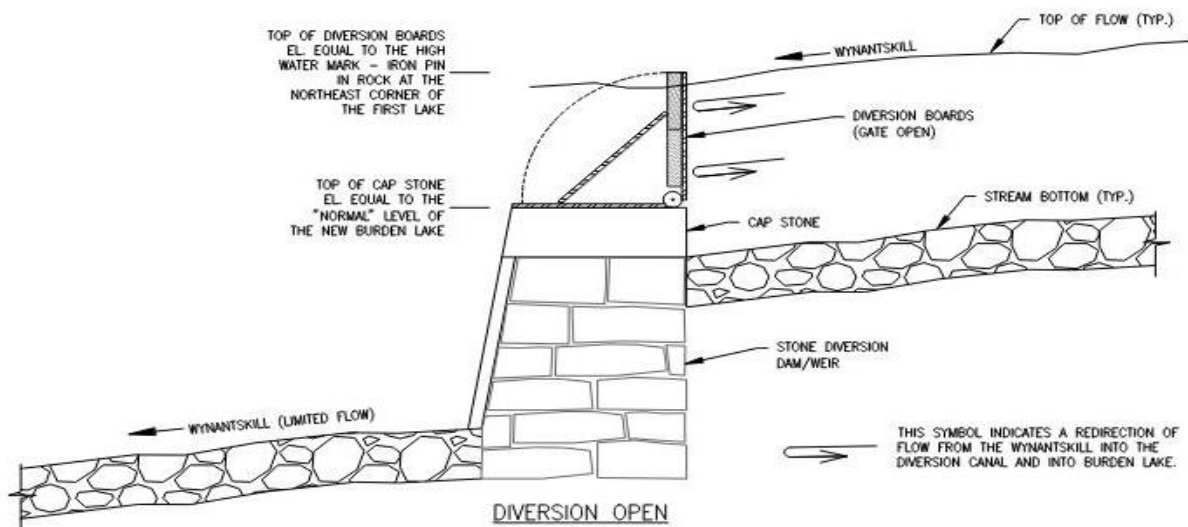 TOP OF DIVERSION BOARDS
EL. EQUAL TO THE HIGH
WATER MARK - IRON PIN
IN ROCK AT THE
NORTHEAST CORNER OF
THE FIRST LAKE
WYNANTSKILL
TOP OF FLOW (TYP.)
DIVERSION BOARDS
(GATE OPEN)
TOP OF CAP STONE
EL. EQUAL TO THE
"NORMAL" LEVEL OF
THE NEW BURDEN LAKE
STREAM BOTTOM (TYP.)
CAP STONE
STONE DIVERSION
DAM/WEIR
WYNANTSKILL (LIMITED FLOW)
THIS SYMBOL INDICATES A REDIRECTION OF
FLOW FROM THE WYNANTSKILL INTO THE
DIVERSION CANAL AND INTO BURDEN LAKE.
DIVERSION OPEN